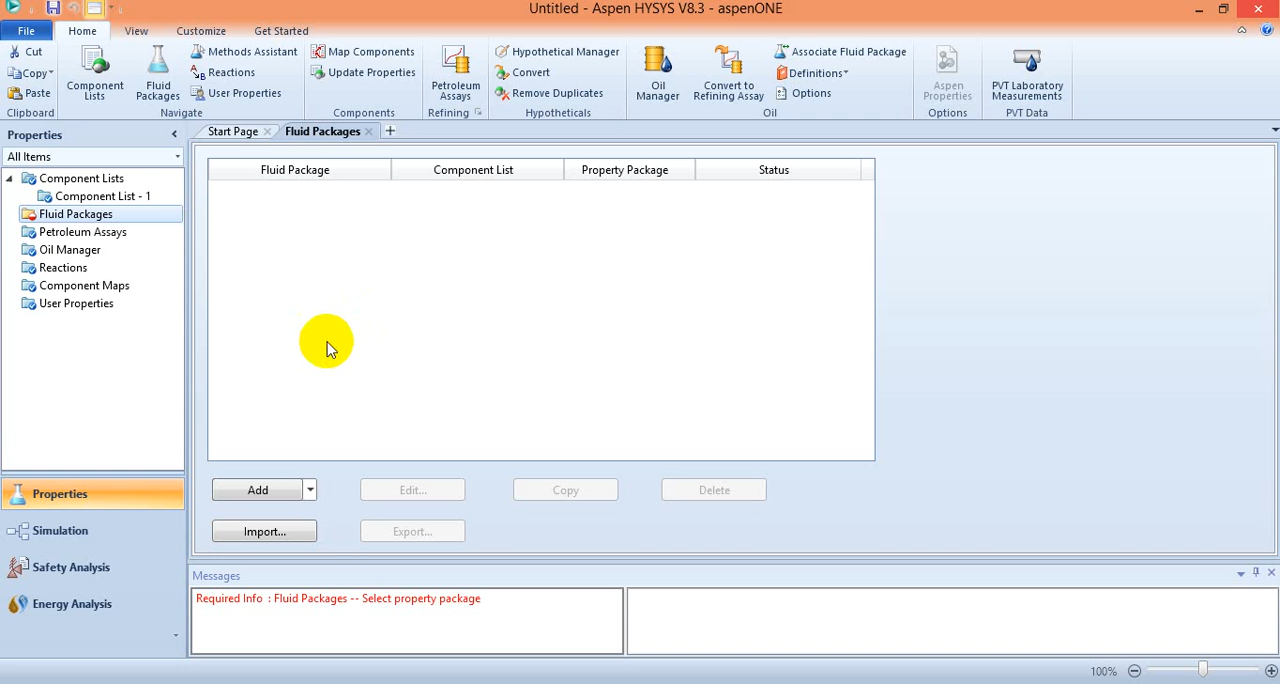 Untitled - Aspen HYSYS V8.3 - aspenONE
File Home View Customize Get Started
Cut
Copy
Paste
Clipboard
Component Lists
Fluid Packages
Methods Assistant
Reactions
User Properties
Navigate
Map Components
Update Properties
Components
Petroleum Assays
Refining
Hypothetical Manager
Convert
Remove Duplicates
Hypotheticals
Oil Manager
Convert to Refining Assay
Associate Fluid Package
Definitions
Options
Oil
Aspen Properties
Options
PVT Laboratory Measurements
PVT Data
Properties
All Items
Component Lists
Component List - 1
Fluid Packages
Petroleum Assays
Oil Manager
Reactions
Component Maps
User Properties
Properties
Simulation
Safety Analysis
Energy Analysis
Start Page Fluid Packages
Fluid Package Component List Property Package Status
Add Edit... Copy Delete
Import... Export...
Messages
Required Info : Fluid Packages -- Select property package
100%